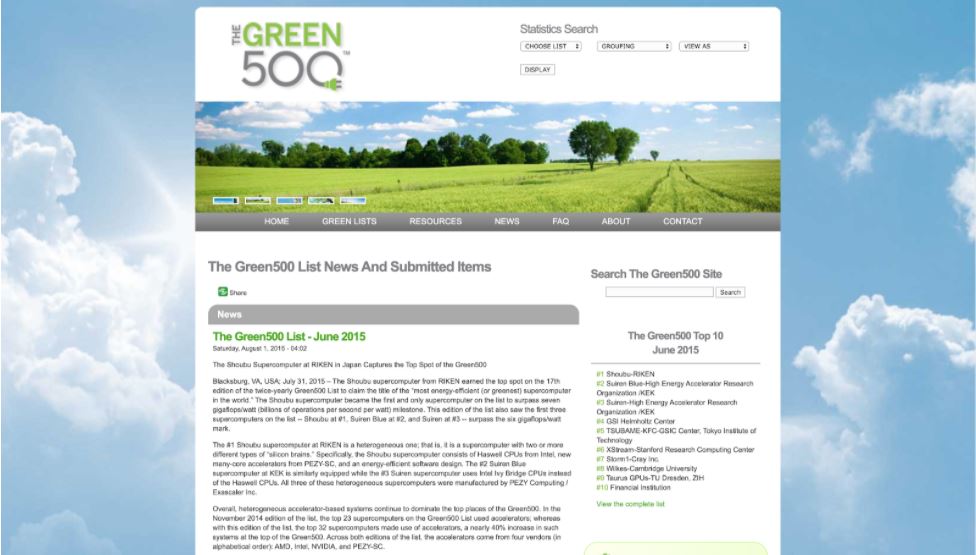 THE GREEN
500™
Statistics Search
CHOOSE LIST GROUPING VIEW AS
DISPLAY
HOME GREEN LISTS RESOURCES NEWS FAQ ABOUT CONTACT
The Green500 List News And Submitted Items
Share
News
The Green500 List - June 2015
Saturday, August 1, 2015 - 04:02
The Shoubu Supercomputer at RIKEN in Japan Captures the Top Spot of the Green500
Blacksburg, VA, USA; July 31, 2015 – The Shoubu supercomputer from RIKEN earned the top spot on the 17th
edition of the twice-yearly Green500 List to claim the title of the "most energy-efficient (or greenest) supercomputer
in the world." The Shoubu supercomputer became the first and only supercomputer on the list to surpass seven
gigaflops/watt (billions of operations per second per watt) milestone. This edition of the list also saw the first three
supercomputers on the list -- Shoubu at #1, Suiren Blue at #2, and Suiren at #3 -- surpass the six gigaflops/watt
mark.
The #1 Shoubu supercomputer at RIKEN is a heterogeneous one; that is, it is a supercomputer with two or more
different types of "silicon brains." Specifically, the Shoubu supercomputer consists of Haswell CPUs from Intel, new
many-core accelerators from PEZY-SC, and an energy-efficient software design. The #2 Suiren Blue
supercomputer at KEK is similarly equipped while the #3 Suiren supercomputer uses Intel Ivy Bridge CPUs instead
of the Haswell CPUs. All three of these heterogeneous supercomputers were manufactured by PEZY Computing /
Exascaler Inc.
Overall, heterogeneous accelerator-based systems continue to dominate the top places of the Green500. In the
November 2014 edition of the list, the top 23 supercomputers on the Green500 List used accelerators; whereas
with this edition of the list, the top 32 supercomputers made use of accelerators, a nearly 40% increase in such
systems at the top of the Green500. Across both editions of the list, the accelerators come from four vendors (in
alphabetical order): AMD, Intel, NVIDIA, and PEZY-SC.
Search The Green500 Site
Search
The Green500 Top 10
June 2015
#1 Shoubu-RIKEN
#2 Suiren Blue-High Energy Accelerator Research
Organization /KEK
#3 Suiren-High Energy Accelerator Research
Organization /KEK
#4 GSI Helmholtz Center
#5 TSUBAME-KFC-GSIC Center, Tokyo Institute of
Technology
#6 XStream-Stanford Research Computing Center
#7 Storm1-Cray Inc.
#8 Wilkes-Cambridge University
#9 Taurus GPUs-TU Dresden, ZIH
#10 Financial Institution
View the complete list